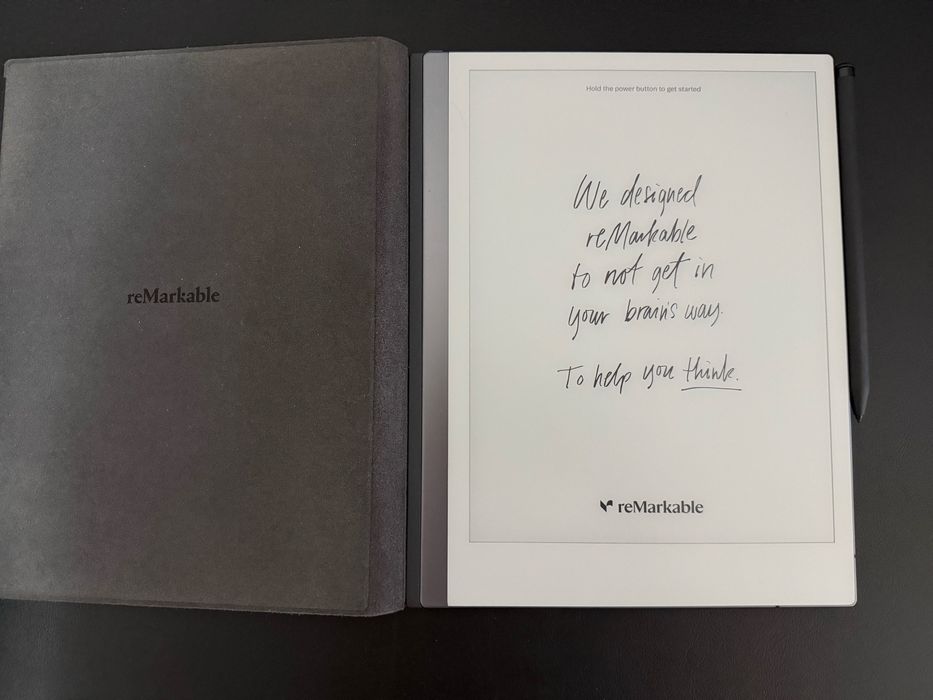 reMarkable
Hold the power button to get started
We designed
reMarkable
to not get in
your brain's way.
To help you think.
reMarkable